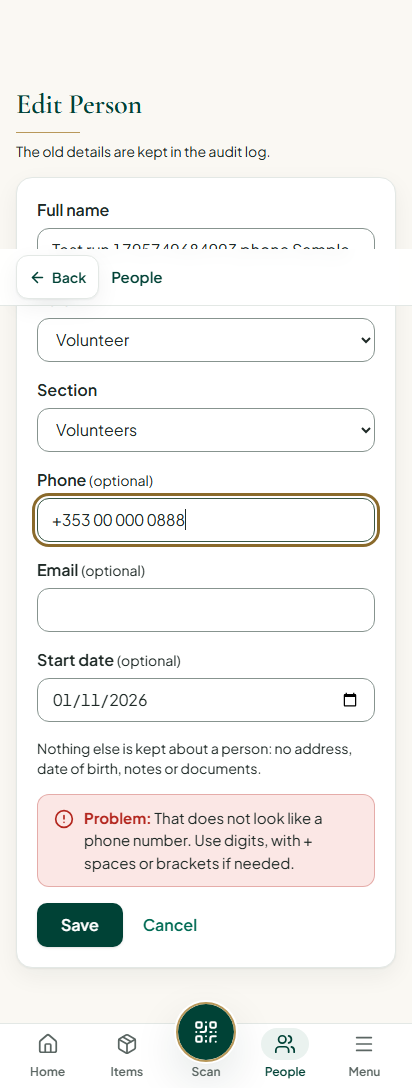 Edit Person
The old details are kept in the audit log.
Full name
Back People
Volunteer
Section
Volunteers
Phone (optional)
+353 00 000 0888
Email (optional)
Start date (optional)
01/11/2026
Nothing else is kept about a person: no address,
date of birth, notes or documents.
Problem: That does not look like a
phone number. Use digits, with +
spaces or brackets if needed.
Save Cancel
Home Items Scan People Menu